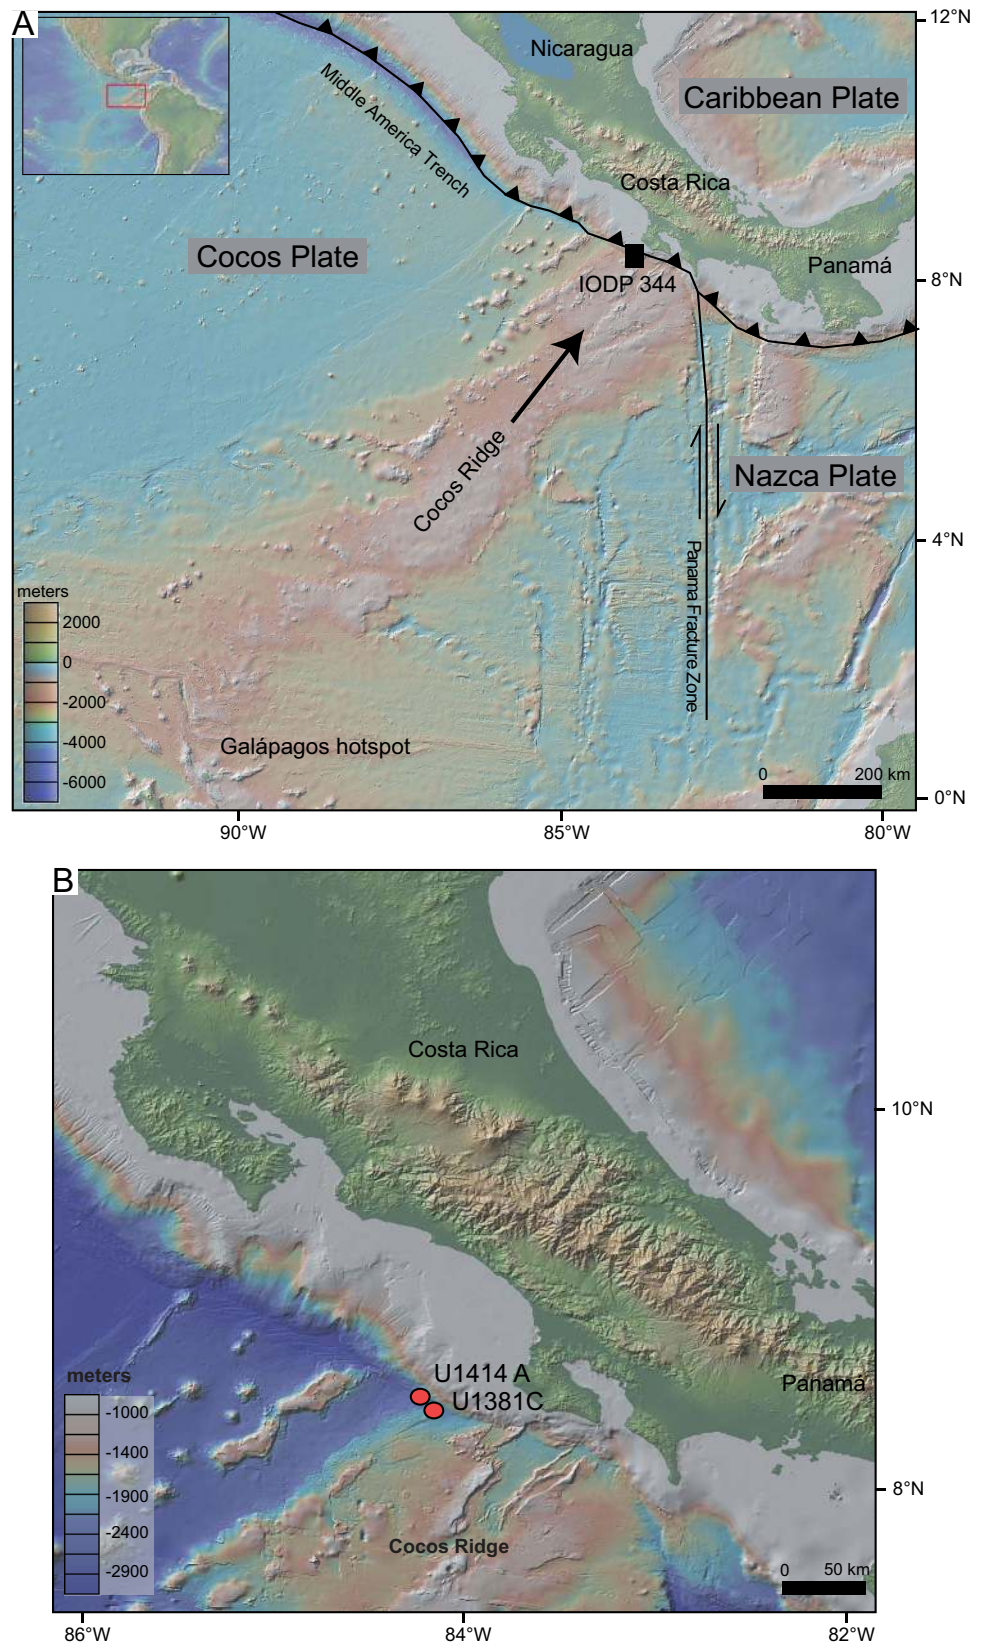 A
12°N
Nicaragua
Caribbean Plate
Middle America Trench
Costa Rica
Cocos Plate
Panamá
IODP 344
8°N
Cocos Ridge
Nazca Plate
4°N
Panama Fracture Zone
meters
2000
0
-2000
-4000
-6000
Galápagos hotspot
0 200 km
0°N
90°W 85°W 80°W
B
Costa Rica
10°N
U1414 A
U1381C
Panamá
meters
-1000
-1400
-1900
-2400
-2900
8°N
Cocos Ridge
0 50 km
86°W 84°W 82°W